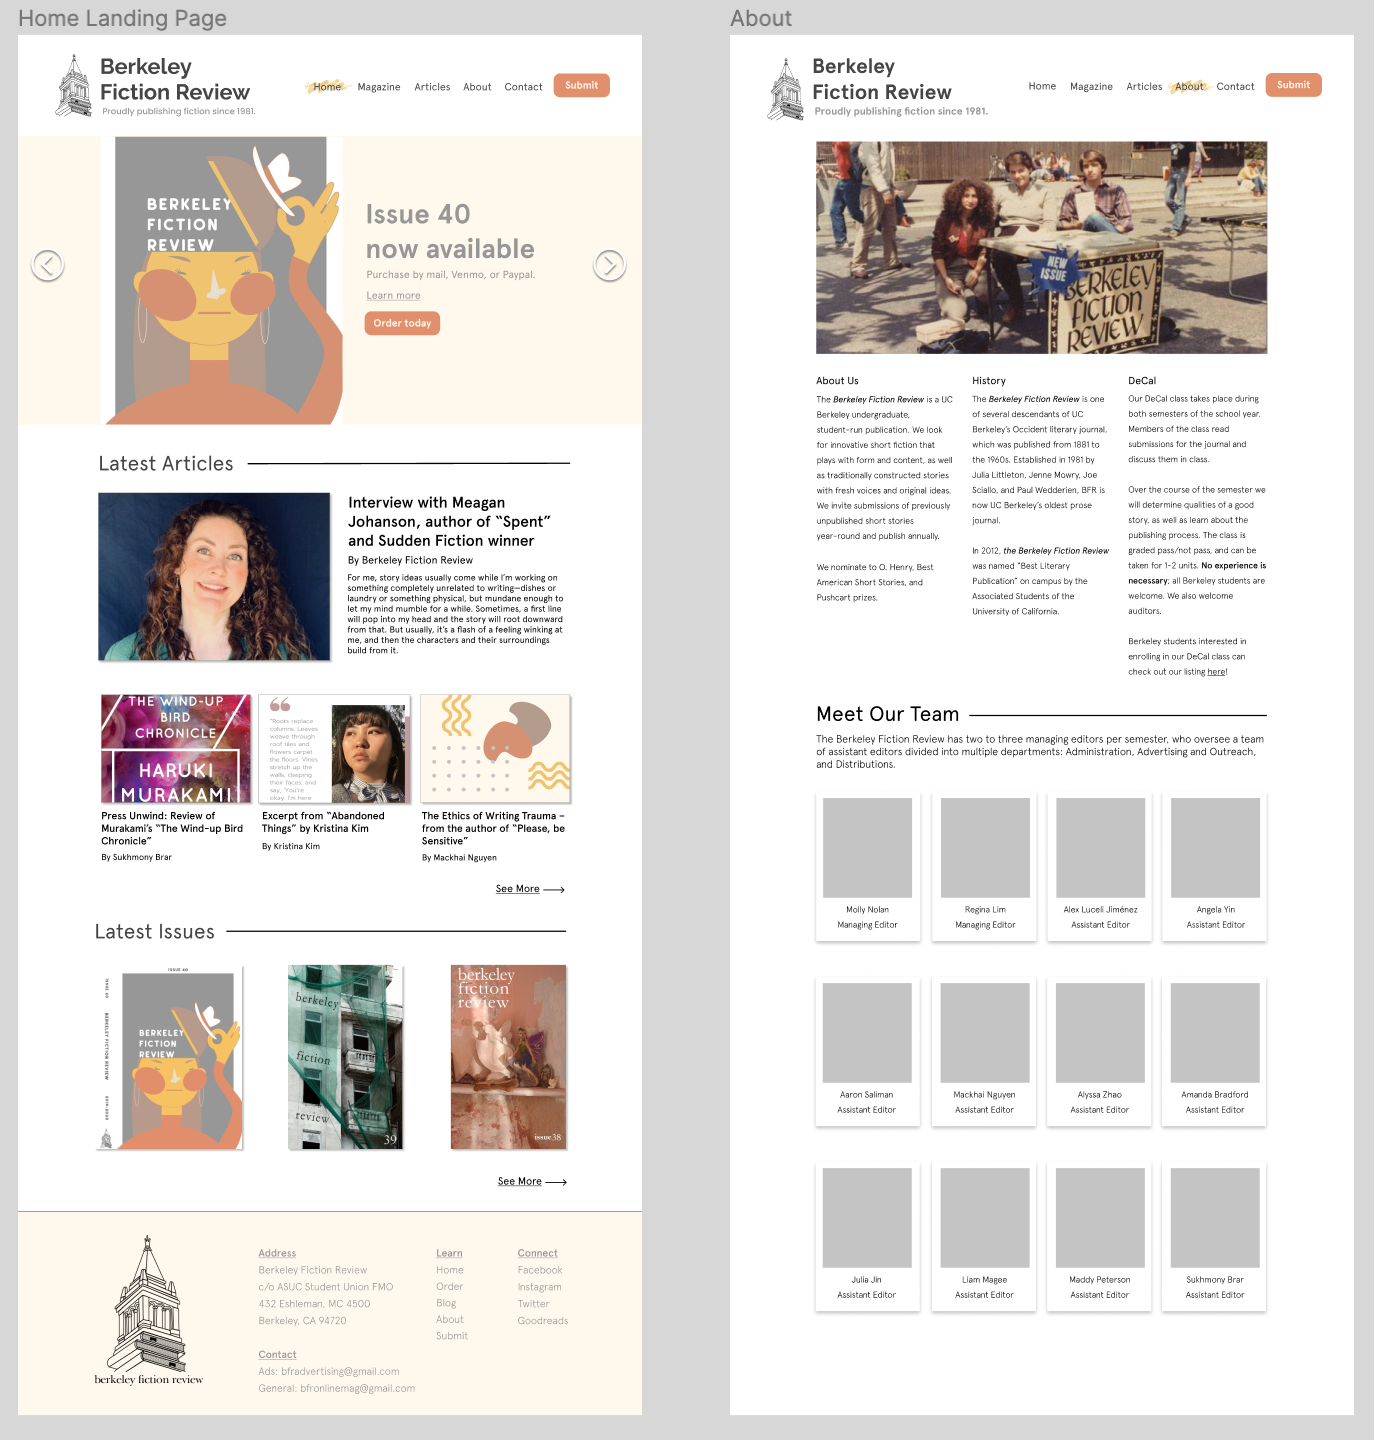 Home Landing Page
Berkeley
Fiction Review
Proudly publishing fiction since 1981.
Home
Magazine
Articles
About
Contact
Submit
BERKELEY
FICTION
REVIEW
Issue 40
now available
Purchase by mail, Venmo, or Paypal.
Learn more
Order today
Latest Articles
Interview with Meagan
Johanson, author of “Spent”
and Sudden Fiction winner
By Berkeley Fiction Review
For me, story ideas usually come while I’m working on
something completely unrelated to writing—dishes or
laundry or something physical, but mundane enough to
let my mind mumble for a while. Sometimes, a first line
will pop into my head and the story will root downward
from that. But usually, it’s a flash of a feeling winking at
me, and then the characters and their surroundings
build from it.
THE WIND-UP
BIRD
CHRONICLE
HARUKI
MURAKAMI
“Roots replace
columns. Leaves
weave through
roof tiles and
flowers carpet
the floors. Vines
stretch up the
walls, clasping
their faces, and
say, “You’re
okay. I’m here
Press Unwind: Review of
Murakami’s “The Wind-up Bird
Chronicle”
By Sukhmony Brar
Excerpt from “Abandoned
Things” by Kristina Kim
By Kristina Kim
The Ethics of Writing Trauma –
from the author of “Please, be
Sensitive”
By Mackhai Nguyen
See More
Latest Issues
ISSUE 40
ISSUE 40
BERKELEY FICTION REVIEW
2019-2020
BERKELEY
FICTION
REVIEW
berkeley
fiction
review
39
berkeley
fiction
review
issue38
See More
berkeley fiction review
Address
Berkeley Fiction Review
c/o ASUC Student Union FMO
432 Eshleman, MC 4500
Berkeley, CA 94720
Contact
Ads: bfradvertising@gmail.com
General: bfronlinemag@gmail.com
Learn
Home
Order
Blog
About
Submit
Connect
Facebook
Instagram
Twitter
Goodreads
About
Berkeley
Fiction Review
Proudly publishing fiction since 1981.
Home
Magazine
Articles
About
Contact
Submit
NEW
ISSUE
BERKELEY
FICTION
REVIEW
About Us
The Berkeley Fiction Review is a UC
Berkeley undergraduate,
student-run publication. We look
for innovative short fiction that
plays with form and content, as well
as traditionally constructed stories
with fresh voices and original ideas.
We invite submissions of previously
unpublished short stories
year-round and publish annually.
We nominate to O. Henry, Best
American Short Stories, and
Pushcart prizes.
History
The Berkeley Fiction Review is one
of several descendants of UC
Berkeley’s Occident literary journal,
which was published from 1881 to
the 1960s. Established in 1981 by
Julia Littleton, Jenne Mowry, Joe
Sciallo, and Paul Wedderien, BFR is
now UC Berkeley’s oldest prose
journal.
In 2012, the Berkeley Fiction Review
was named “Best Literary
Publication” on campus by the
Associated Students of the
University of California.
DeCal
Our DeCal class takes place during
both semesters of the school year.
Members of the class read
submissions for the journal and
discuss them in class.
Over the course of the semester we
will determine qualities of a good
story, as well as learn about the
publishing process. The class is
graded pass/not pass, and can be
taken for 1-2 units. No experience is
necessary; all Berkeley students are
welcome. We also welcome
auditors.
Berkeley students interested in
enrolling in our DeCal class can
check out our listing here!
Meet Our Team
The Berkeley Fiction Review has two to three managing editors per semester, who oversee a team
of assistant editors divided into multiple departments: Administration, Advertising and Outreach,
and Distributions.
Molly Nolan
Managing Editor
Regina Lim
Managing Editor
Alex Luceli Jiménez
Assistant Editor
Angela Yin
Assistant Editor
Aaron Saliman
Assistant Editor
Mackhai Nguyen
Assistant Editor
Alyssa Zhao
Assistant Editor
Amanda Bradford
Assistant Editor
Julia Jin
Assistant Editor
Liam Magee
Assistant Editor
Maddy Peterson
Assistant Editor
Sukhmony Brar
Assistant Editor